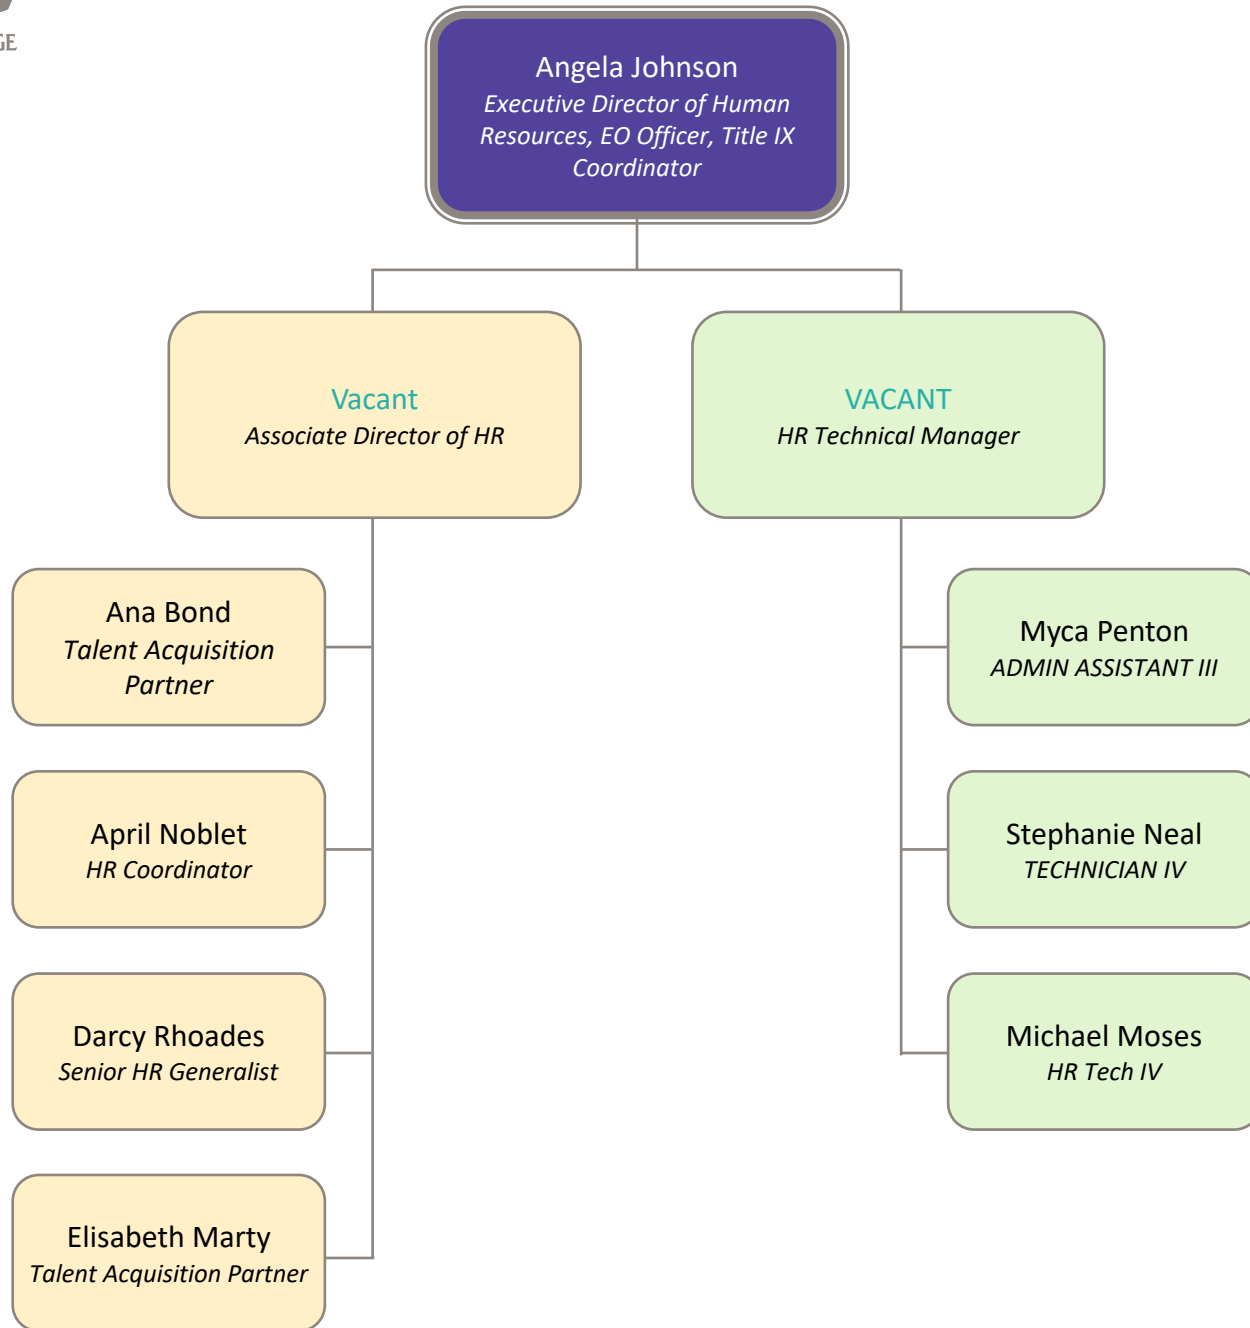 Angela Johnson
Executive Director of Human
Resources, EO Officer, Title IX
Coordinator
Vacant
Associate Director of HR
VACANT
HR Technical Manager
Ana Bond
Talent Acquisition
Partner
Myca Penton
ADMIN ASSISTANT III
April Noblet
HR Coordinator
Stephanie Neal
TECHNICIAN IV
Darcy Rhoades
Senior HR Generalist
Michael Moses
HR Tech IV
Elisabeth Marty
Talent Acquisition Partner